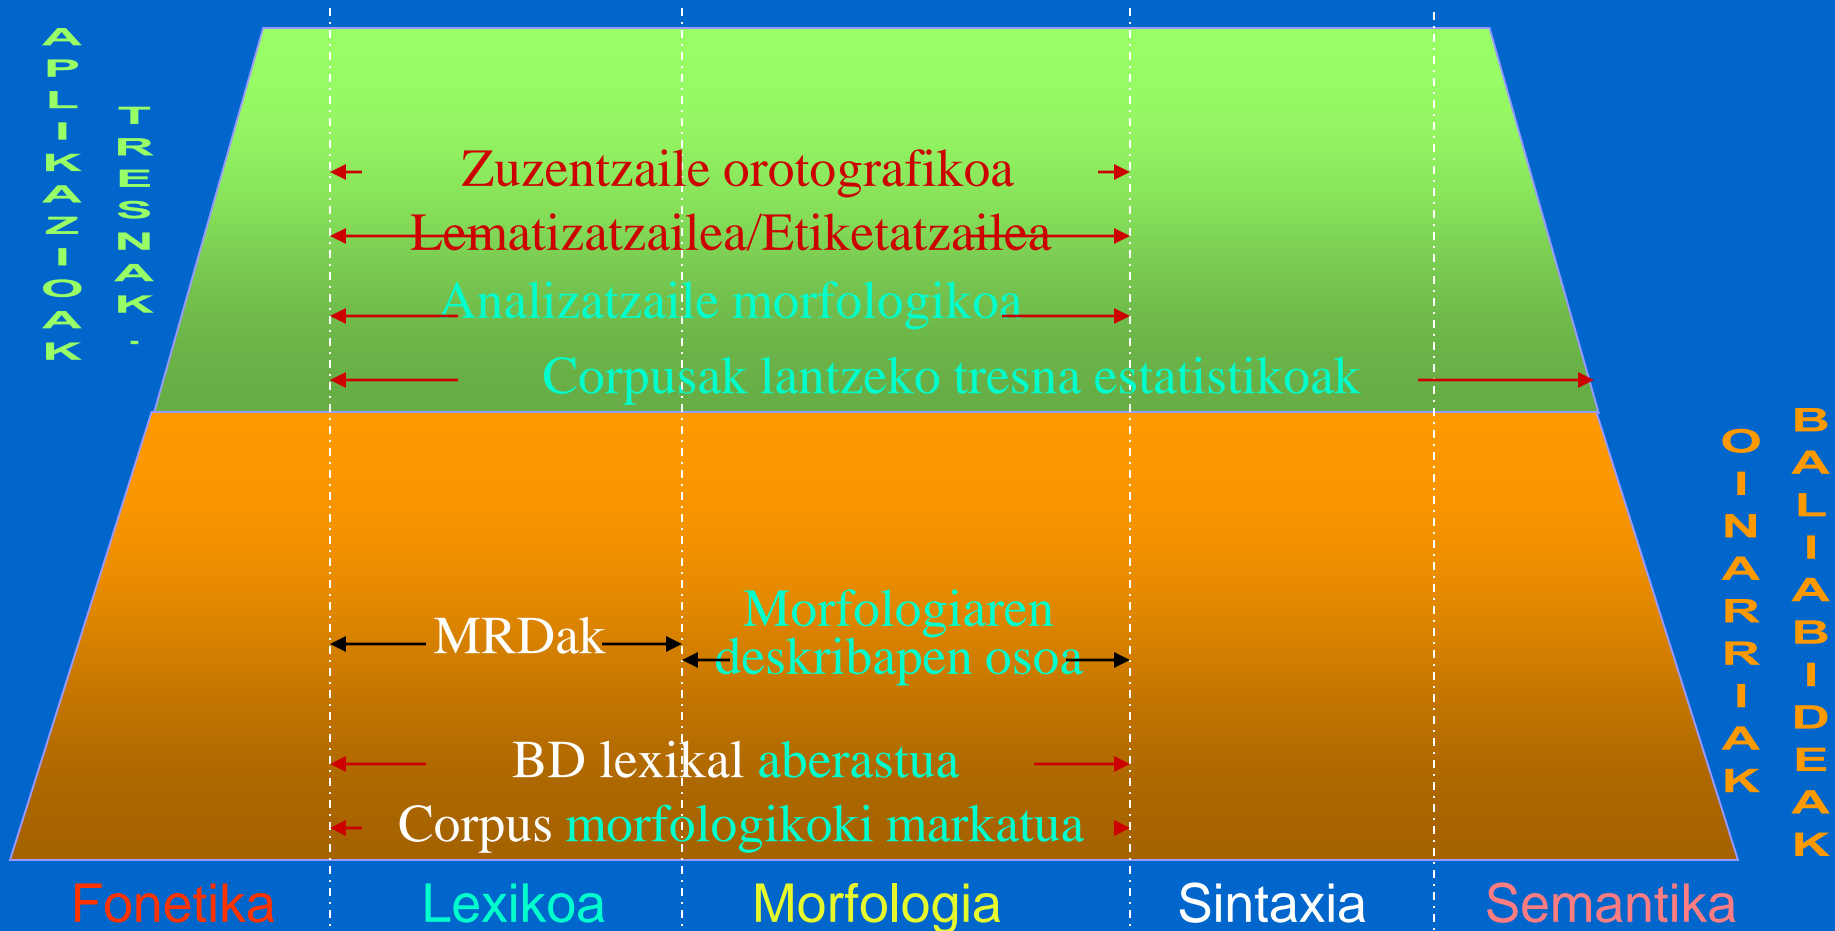 APLIKAZIOAK
TRESNAK.
Zuzentzaile orotografikoa
Lematizatzailea/Etiketatzailea
Analizatzaile morfologikoa
Corpusak lantzeko tresna estatistikoak
OINARRIAK
BALIABIDEAK
MRDak
Morfologiaren
deskribapen osoa
BD lexikal aberastua
Corpus morfologikoki markatua
Fonetika Lexikoa Morfologia Sintaxia Semantika